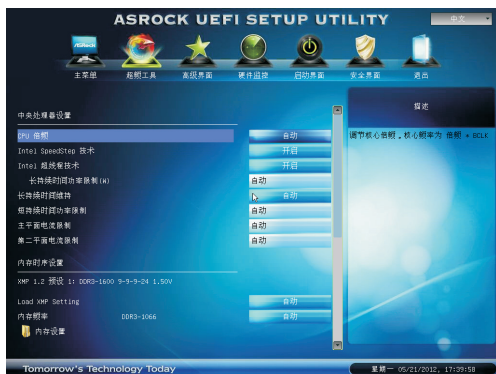 ASROCK UEFI SETUP UTILITY
中文
ASRock
主菜单 超频工具 高级界面 硬件监控 启动界面 安全界面 退出
描述
中央处理器设置
CPU 倍频 自动
调节核心倍频，核心频率为 倍频 * BCLK
Intel SpeedStep 技术 开启
Intel 超线程技术 开启
长持续时间功率限制(W) 自动
长持续时间维持 自动
短持续时间功率限制 自动
主平面电流限制 自动
第二平面电流限制 自动
内存时序设置
XMP 1.2 预设 1: DDR3-1600 9-9-9-24 1.50V
Load XMP Setting 自动
内存频率 DDR3-1066 自动
内存设置
Tomorrow's Technology Today
星期一 05/21/2012, 17:39:58